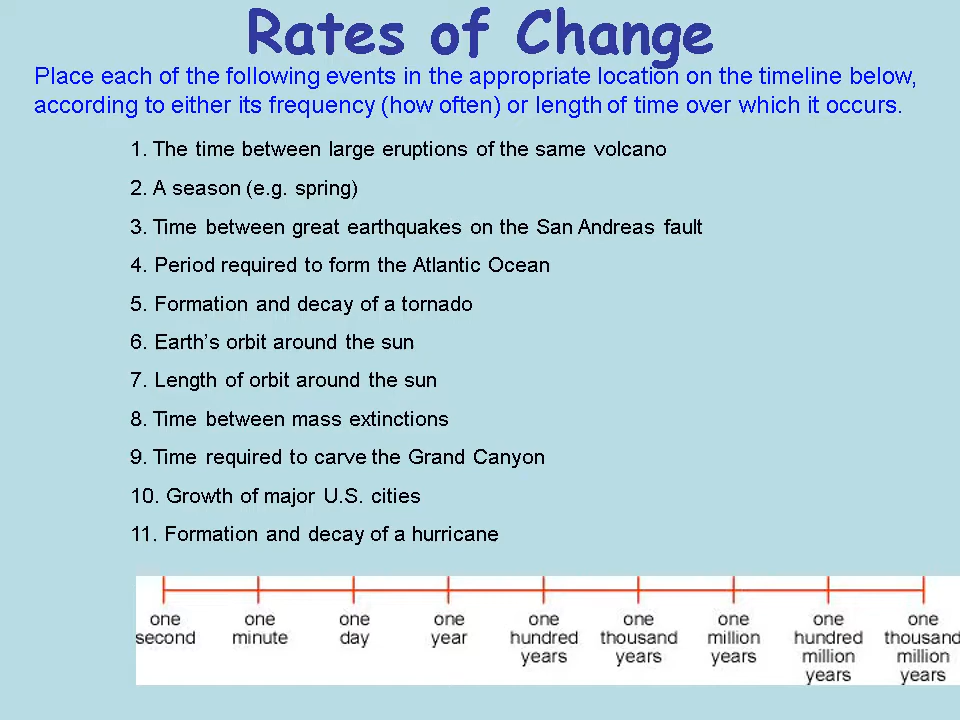 Rates of Change
Place each of the following events in the appropriate location on the timeline below,
according to either its frequency (how often) or length of time over which it occurs.
1. The time between large eruptions of the same volcano
2. A season (e.g. spring)
3. Time between great earthquakes on the San Andreas fault
4. Period required to form the Atlantic Ocean
5. Formation and decay of a tornado
6. Earth's orbit around the sun
7. Length of orbit around the sun
8. Time between mass extinctions
9. Time required to carve the Grand Canyon
10. Growth of major U.S. cities
11. Formation and decay of a hurricane
one second
one minute
one day
one year
one hundred years
one thousand years
one million years
one hundred million years
one thousand million years